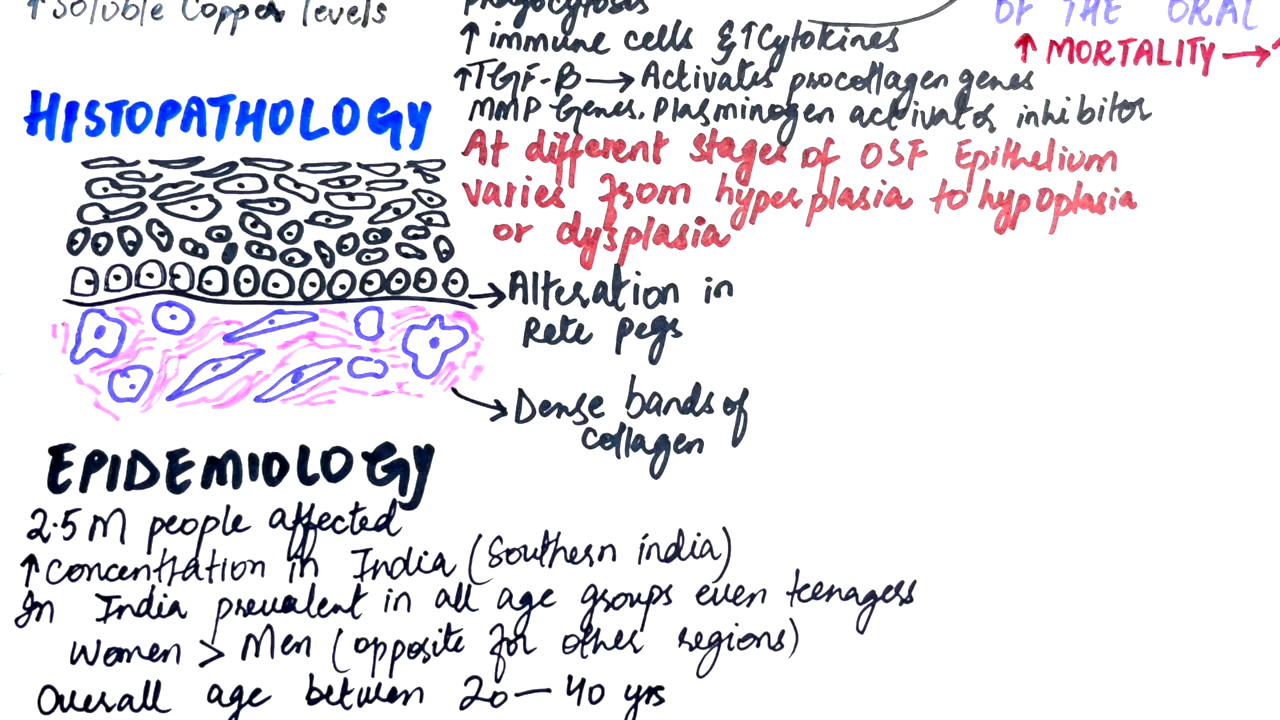 ↑ Soluble Copper levels
Phagocytosis
↑ immune cells & ↑ Cytokines
↑ TGF-β → Activates procollagen genes
MMP Genes. Plasminogen activator inhibitor
OF THE ORAL
↑ MORTALITY →
HISTOPATHOLOGY
At different stages of OSF Epithelium
varies from hyperplasia to hypoplasia
or dysplasia
→ Alteration in
Rete pegs
→ Dense bands of
collagen
EPIDEMIOLOGY
2.5 M people affected
↑ concentration in India (Southern india)
In India prevalent in all age groups even teenagers
Women > Men (opposite for other regions)
Overall age between 20 — 40 yrs